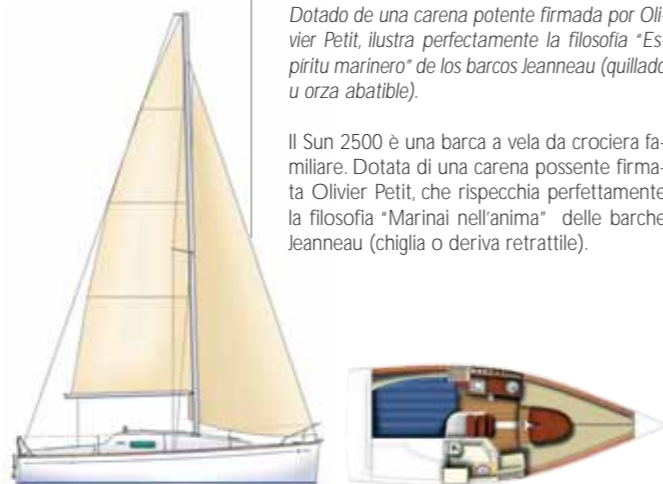 Dotado de una carena potente firmada por Oli-
vier Petit, ilustra perfectamente la filosofía "Es-
píritu marinero" de los barcos Jeanneau (quillado
u orza abatible).
Il Sun 2500 è una barca a vela da crociera fa-
miliare. Dotata di una carena possente firma-
ta Olivier Petit, che rispecchia perfettamente
la filosofia "Marinai nell'anima" delle barche
Jeanneau (chiglia o deriva retrattile).